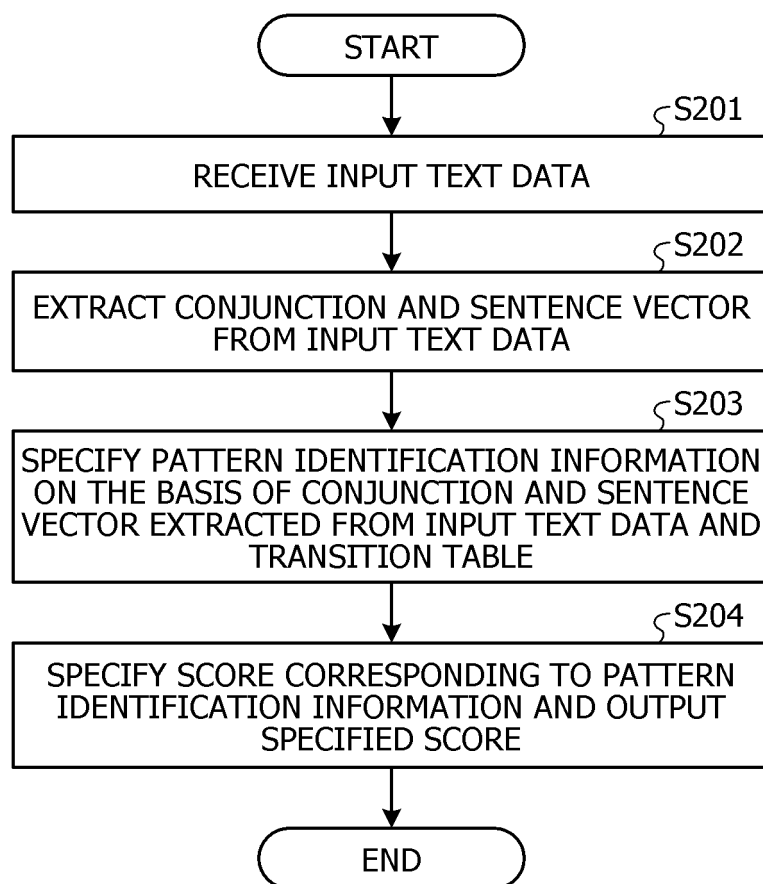 START
S201
RECEIVE INPUT TEXT DATA
S202
EXTRACT CONJUNCTION AND SENTENCE VECTOR
FROM INPUT TEXT DATA
S203
SPECIFY PATTERN IDENTIFICATION INFORMATION
ON THE BASIS OF CONJUNCTION AND SENTENCE
VECTOR EXTRACTED FROM INPUT TEXT DATA AND
TRANSITION TABLE
S204
SPECIFY SCORE CORRESPONDING TO PATTERN
IDENTIFICATION INFORMATION AND OUTPUT
SPECIFIED SCORE
END